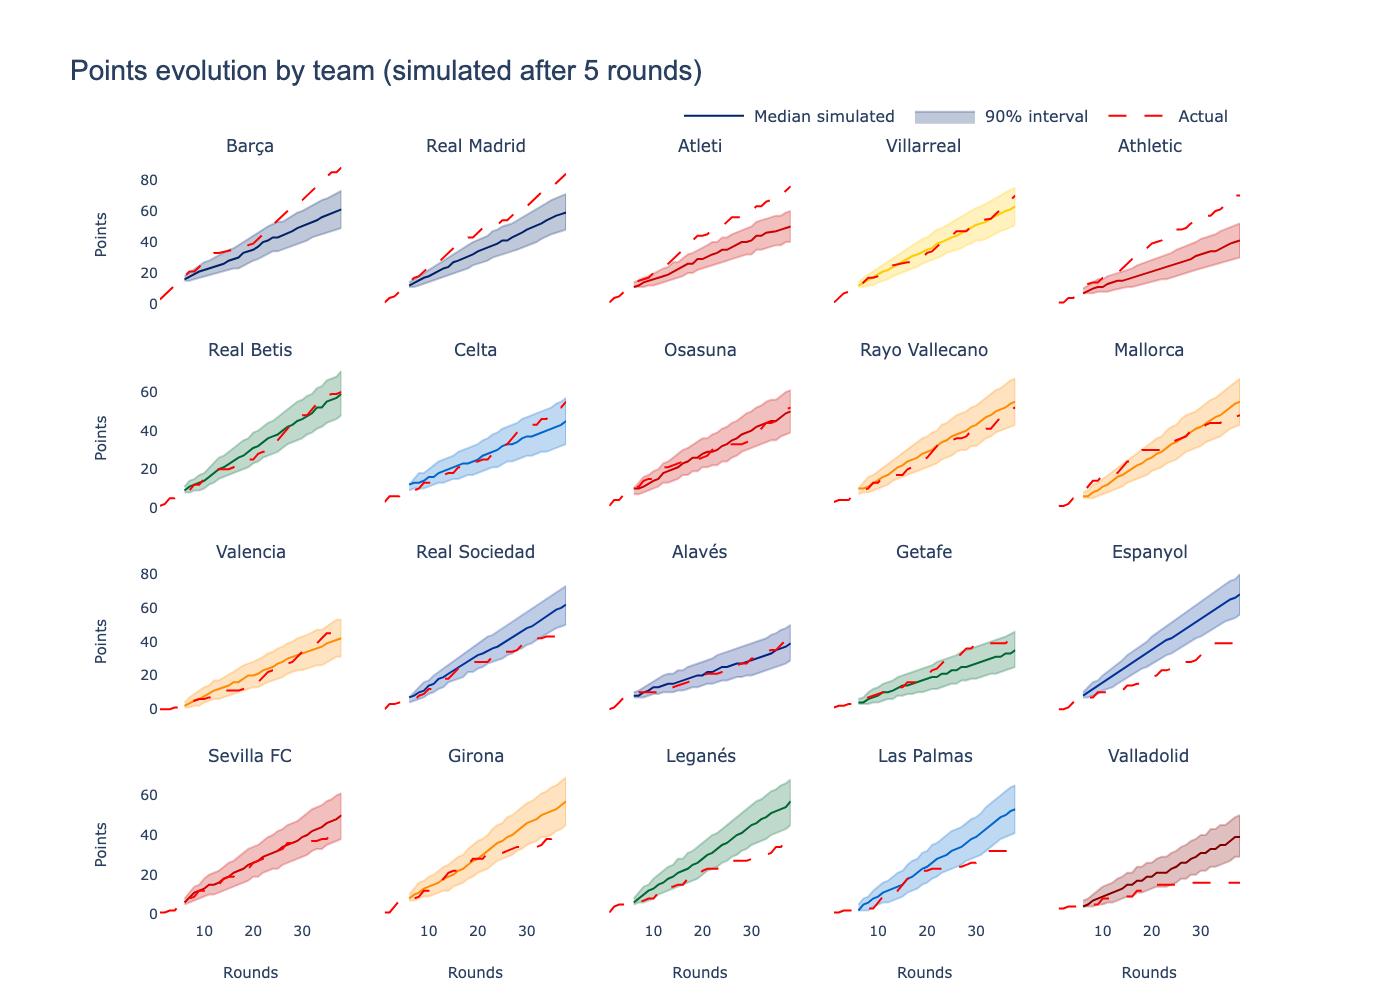 Points evolution by team (simulated after 5 rounds)
Median simulated 90% interval Actual
Barça Real Madrid Atleti Villarreal Athletic
80
60
40
20
0
Points
Real Betis Celta Osasuna Rayo Vallecano Mallorca
60
40
20
0
Points
Valencia Real Sociedad Alavés Getafe Espanyol
80
60
40
20
0
Points
Sevilla FC Girona Leganés Las Palmas Valladolid
60
40
20
0
Points
10 20 30 10 20 30 10 20 30 10 20 30 10 20 30
Rounds Rounds Rounds Rounds Rounds